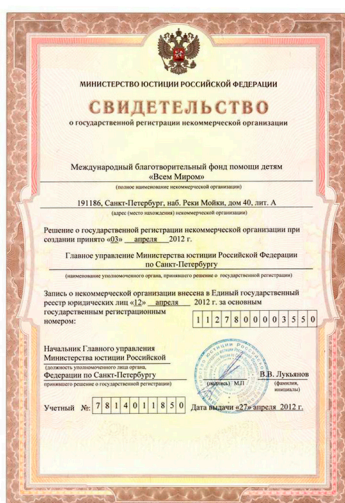 МИНИСТЕРСТВО ЮСТИЦИИ РОССИЙСКОЙ ФЕДЕРАЦИИ
СВИДЕТЕЛЬСТВО
о государственной регистрации некоммерческой организации
Международный благотворительный фонд помощи детям
«Всем Миром»
(полное наименование некоммерческой организации)
191186, Санкт-Петербург, наб. Реки Мойки, дом 40, лит. А
(адрес (место нахождения) некоммерческой организации)
Решение о государственной регистрации некоммерческой организации при
создании принято «03» апреля 2012 г.
Главное управление Министерства юстиции Российской Федерации
по Санкт-Петербургу
(наименование уполномоченного органа, принявшего решение о государственной регистрации)
Запись о некоммерческой организации внесена в Единый государственный
реестр юридических лиц «12» апреля 2012 г. за основным
государственным регистрационным
номером: 1127800003550
Начальник Главного управления
Министерства юстиции Российской
(должность уполномоченного лица органа,
Федерации по Санкт-Петербургу В.В. Лукьянов
принявшего решение о государственной регистрации) (подпись) М.П (фамилия,
инициалы)
Учетный №: 7814011850 Дата выдачи «27» апреля 2012 г.